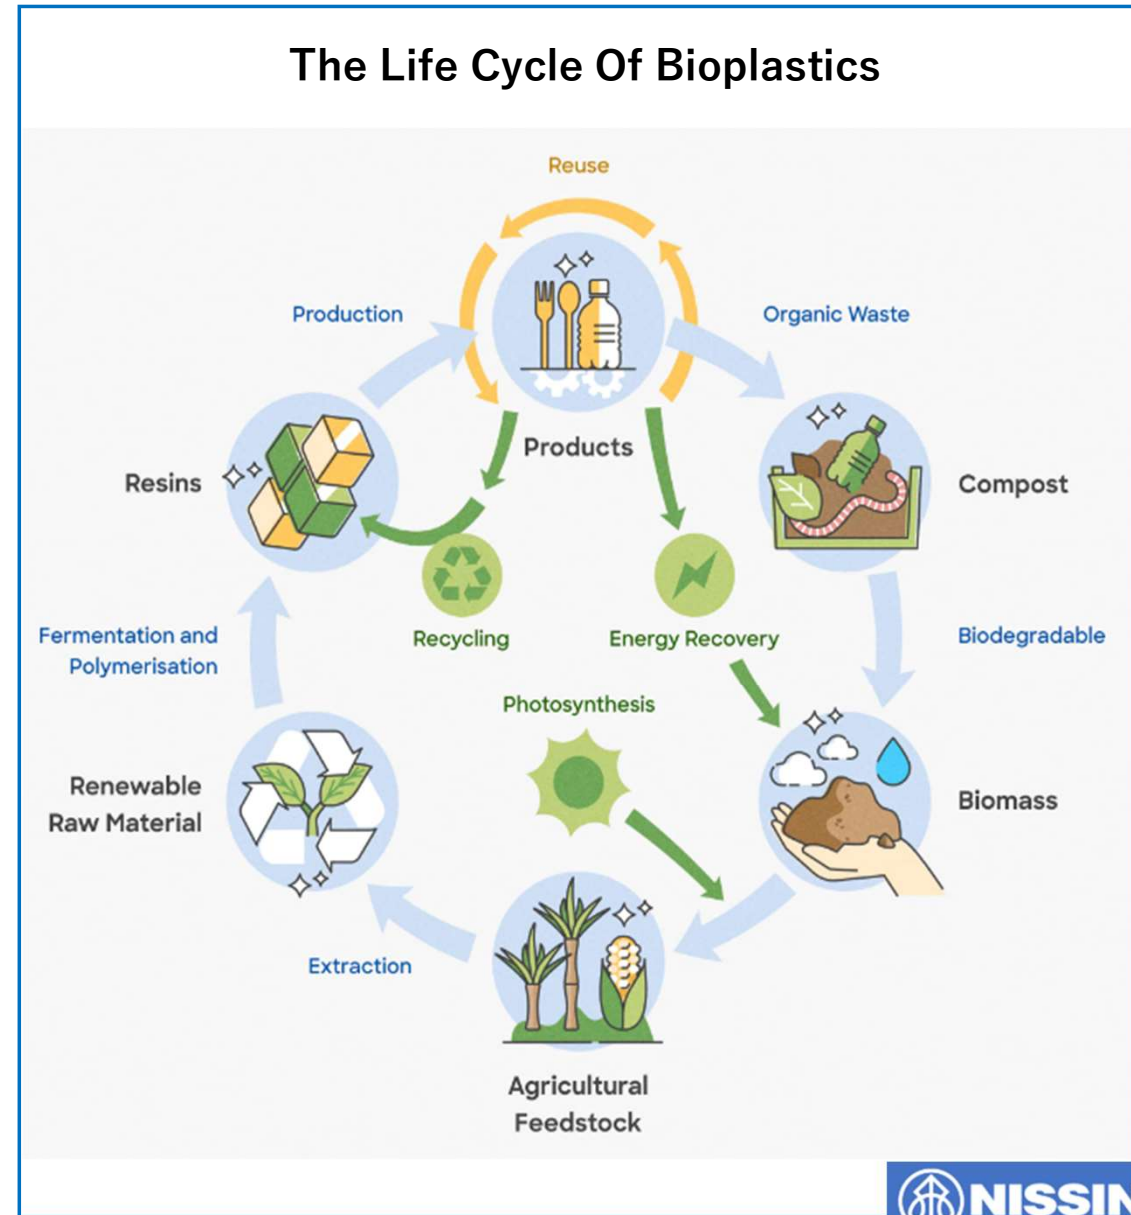 The Life Cycle Of Bioplastics
Reuse
Production
Organic Waste
Products
Resins
Compost
Fermentation and
Polymerisation
Recycling
Energy Recovery
Biodegradable
Photosynthesis
Renewable
Raw Material
Biomass
Extraction
Agricultural
Feedstock
NISSIN